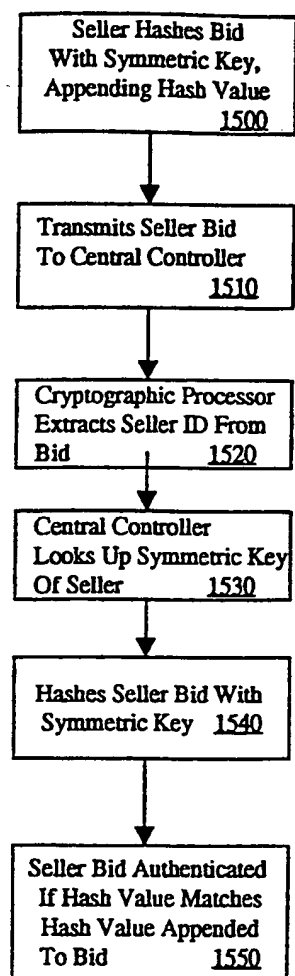 Seller Hashes Bid
With Symmetric Key,
Appending Hash Value
1500
Transmits Seller Bid
To Central Controller
1510
Cryptographic Processor
Extracts Seller ID From
Bid 1520
Central Controller
Looks Up Symmetric Key
Of Seller 1530
Hashes Seller Bid With
Symmetric Key 1540
Seller Bid Authenticated
If Hash Value Matches
Hash Value Appended
To Bid 1550